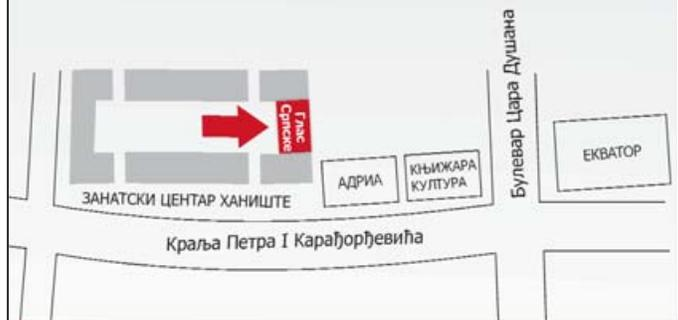 Булевар Цара Душана
Глас
Српске
АДРИА
КЊИЖАРА
КУЛТУРА
ЕКВАТОР
ЗАНАТСКИ ЦЕНТАР ХАНИШТЕ
Краља Петра I Карађорђевића